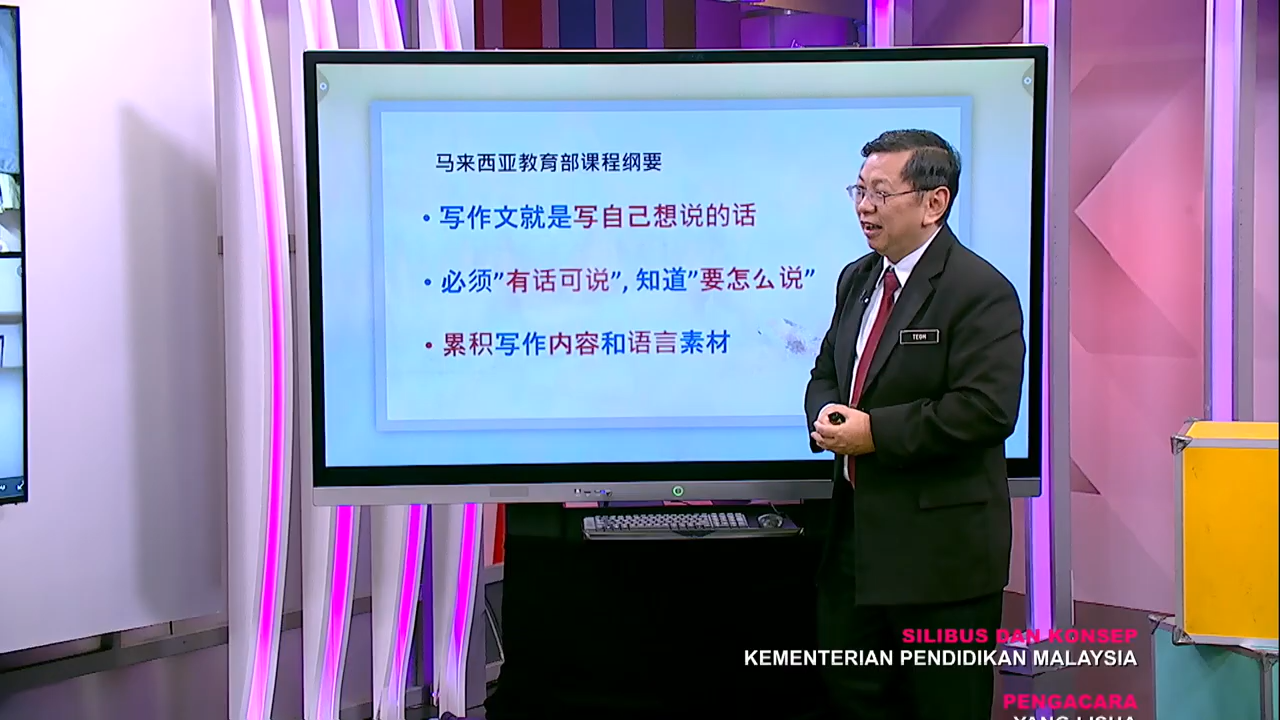 马来西亚教育部课程纲要
• 写作文就是写自己想说的话
• 必须”有话可说”, 知道”要怎么说”
• 累积写作内容和语言素材
TEOH
SILIBUS DAN KONSEP
KEMENTERIAN PENDIDIKAN MALAYSIA
PENGACARA